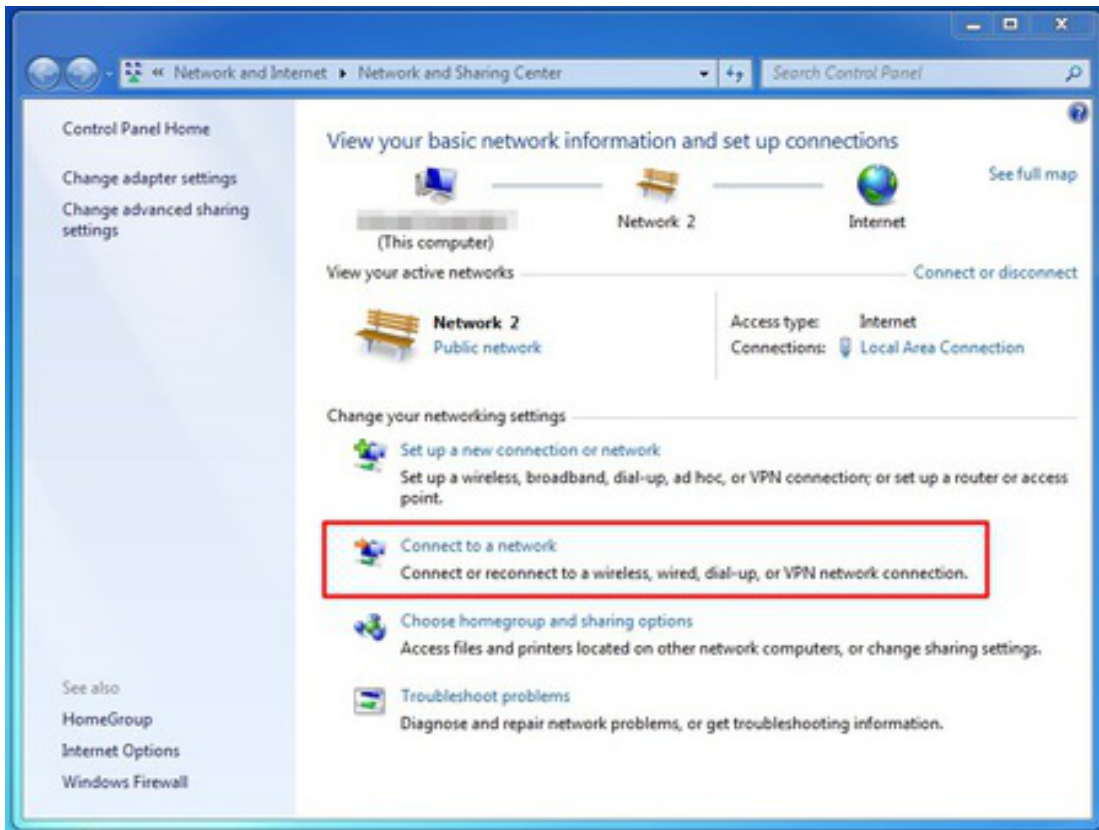 « Network and Internet ▸ Network and Sharing Center
Search Control Panel
Control Panel Home
Change adapter settings
Change advanced sharing
settings
See also
HomeGroup
Internet Options
Windows Firewall
View your basic network information and set up connections
See full map
(This computer)
Network 2
Internet
View your active networks
Connect or disconnect
Network 2
Public network
Access type: Internet
Connections: Local Area Connection
Change your networking settings
Set up a new connection or network
Set up a wireless, broadband, dial-up, ad hoc, or VPN connection; or set up a router or access
point.
Connect to a network
Connect or reconnect to a wireless, wired, dial-up, or VPN network connection.
Choose homegroup and sharing options
Access files and printers located on other network computers, or change sharing settings.
Troubleshoot problems
Diagnose and repair network problems, or get troubleshooting information.